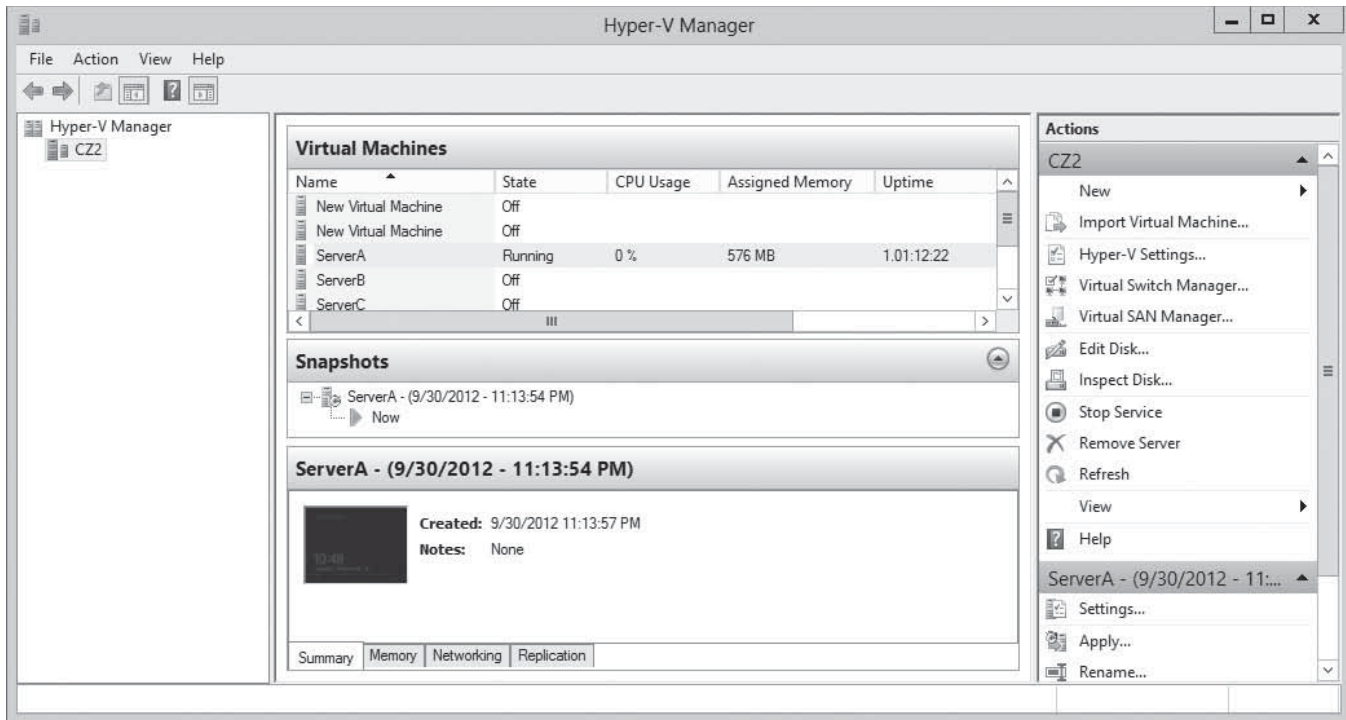 Hyper-V Manager
File Action View Help
Hyper-V Manager
CZ2
Virtual Machines
Name State CPU Usage Assigned Memory Uptime
New Virtual Machine Off
New Virtual Machine Off
ServerA Running 0 % 576 MB 1.01:12:22
ServerB Off
ServerC Off
Snapshots
ServerA - (9/30/2012 - 11:13:54 PM)
Now
ServerA - (9/30/2012 - 11:13:54 PM)
10:48
Created: 9/30/2012 11:13:57 PM
Notes: None
Summary Memory Networking Replication
Actions
CZ2
New
Import Virtual Machine...
Hyper-V Settings...
Virtual Switch Manager...
Virtual SAN Manager...
Edit Disk...
Inspect Disk...
Stop Service
Remove Server
Refresh
View
Help
ServerA - (9/30/2012 - 11:...
Settings...
Apply...
Rename...